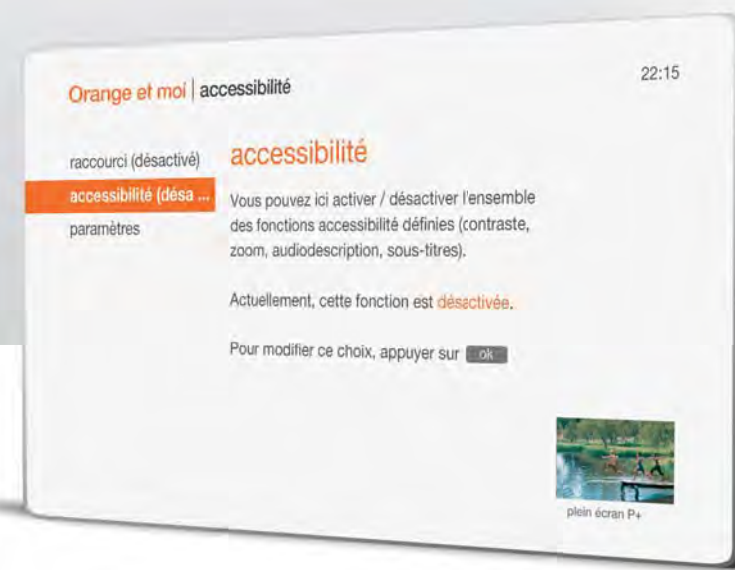 Orange et moi | accessibilité
22:15
raccourci (désactivé)
accessibilité (désa ...
paramètres
accessibilité
Vous pouvez ici activer / désactiver l'ensemble
des fonctions accessibilité définies (contraste,
zoom, audiodescription, sous-titres).
Actuellement, cette fonction est désactivée.
Pour modifier ce choix, appuyer sur ok
plein écran P+